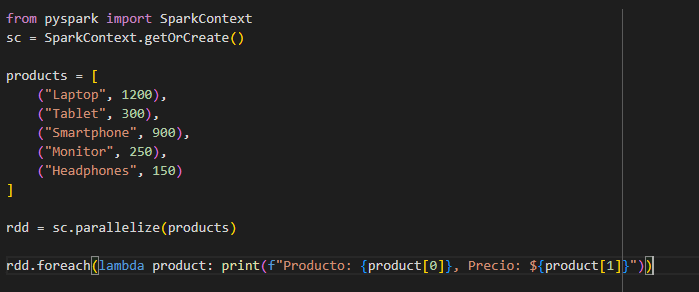 from pyspark import SparkContext
sc = SparkContext.getOrCreate()

products = [
    ("Laptop", 1200),
    ("Tablet", 300),
    ("Smartphone", 900),
    ("Monitor", 250),
    ("Headphones", 150)
]

rdd = sc.parallelize(products)

rdd.foreach(lambda product: print(f"Producto: {product[0]}, Precio: ${product[1]}"))